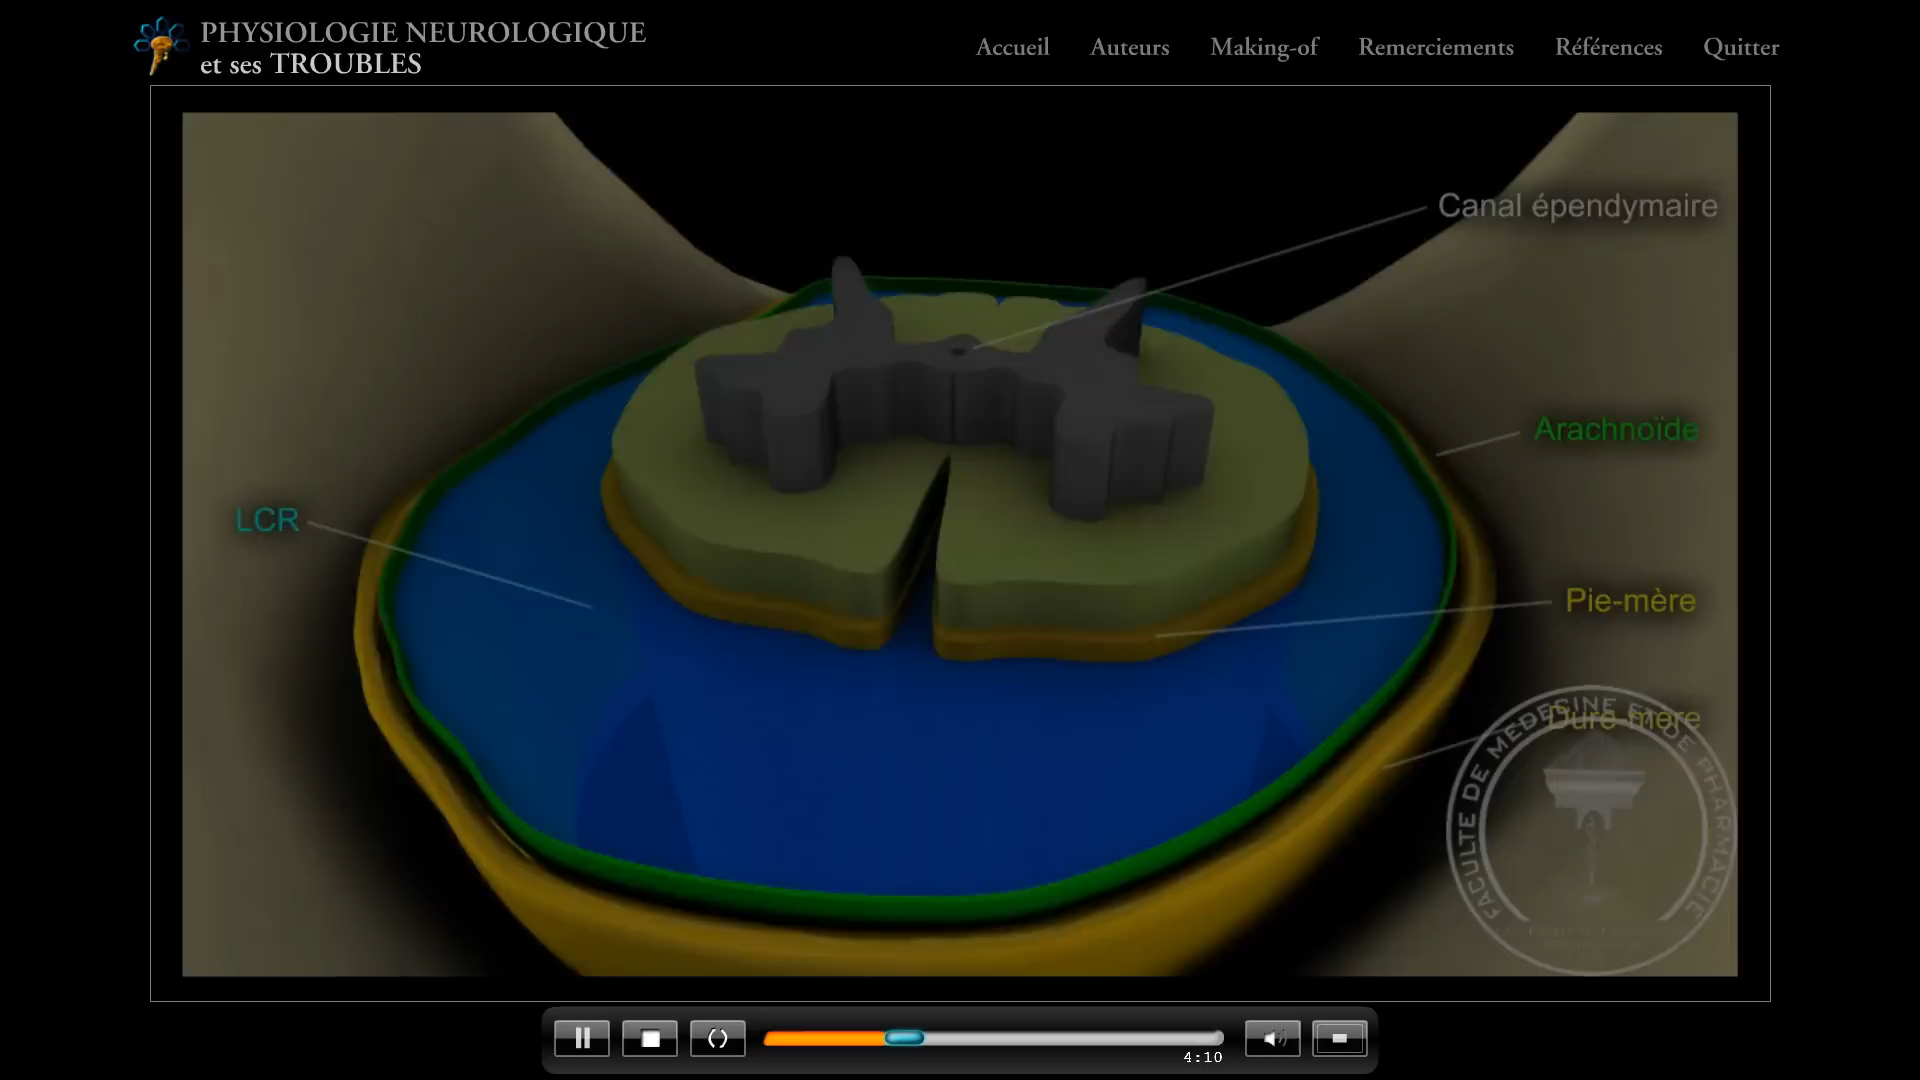 PHYSIOLOGIE NEUROLOGIQUE
et ses TROUBLES
Accueil Auteurs Making-of Remerciements Références Quitter
Canal épendymaire
Arachnoïde
LCR
Pie-mère
Dure-mère
FACULTE DE MEDECINE ET DE PHARMACIE
4:10